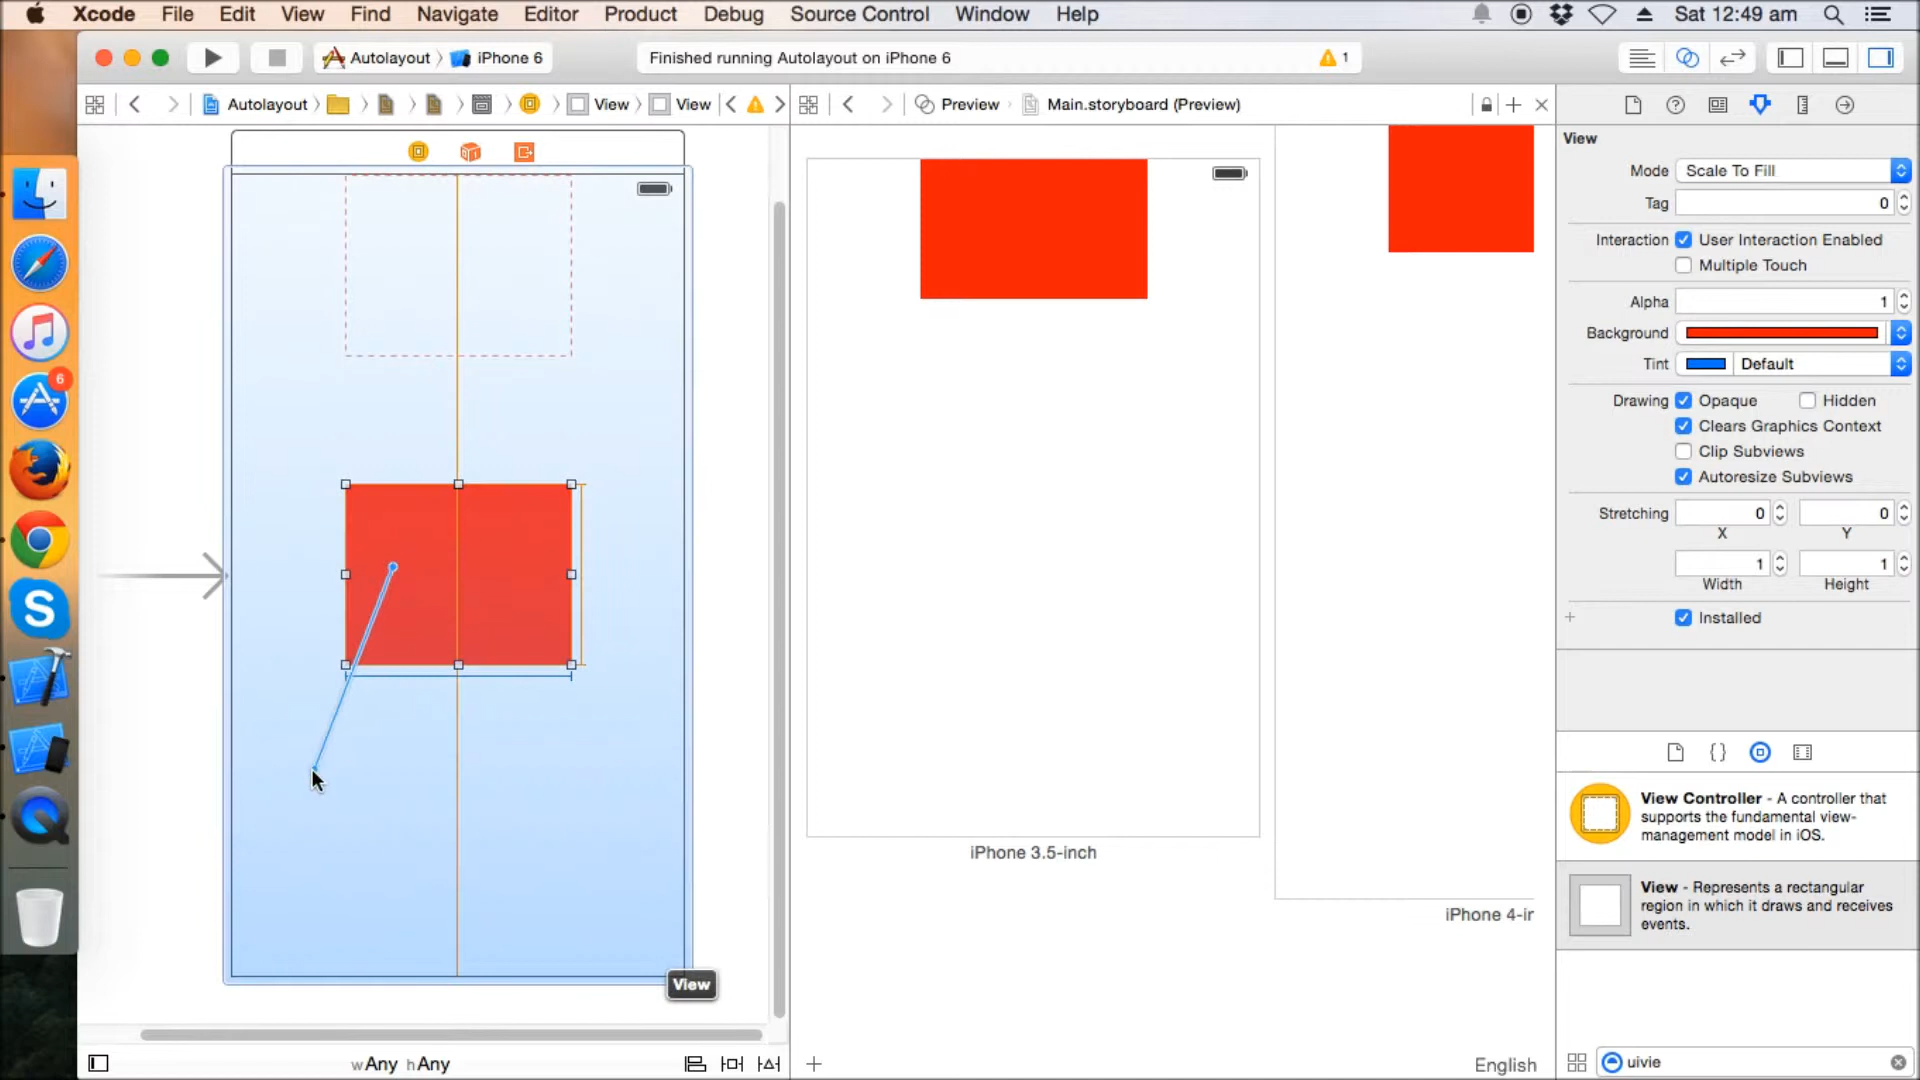 Xcode File Edit View Find Navigate Editor Product Debug Source Control Window Help Sat 12:49 am
Autolayout iPhone 6 Finished running Autolayout on iPhone 6 1
Autolayout View View Preview Main.storyboard (Preview)
View
Mode Scale To Fill
Tag 0
Interaction User Interaction Enabled
Multiple Touch
Alpha 1
Background
Tint Default
Drawing Opaque Hidden
Clears Graphics Context
Clip Subviews
Autoresize Subviews
Stretching 0 0
X Y
1 1
Width Height
Installed
6
S
View
iPhone 3.5-inch
iPhone 4-ir
View Controller - A controller that
supports the fundamental view-
management model in iOS.
View - Represents a rectangular
region in which it draws and receives
events.
wAny hAny
English
uivie